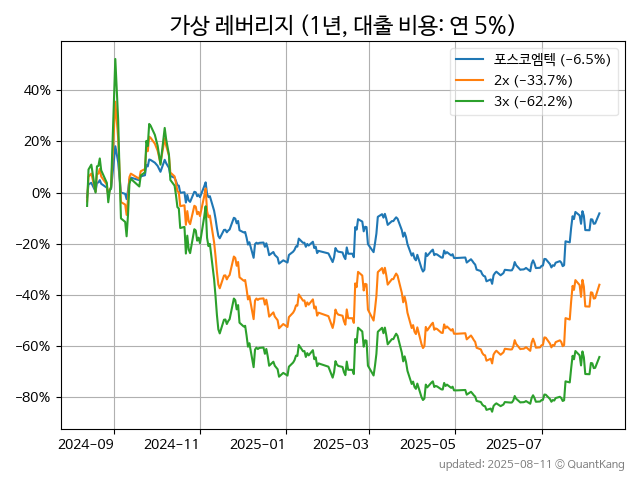 가상 레버리지 (1년, 대출 비용: 연 5%)
포스코엠텍 (−6.5%)
2x (−33.7%)
3x (−62.2%)
40%
20%
0%
−20%
−40%
−60%
−80%
2024-09 2024-11 2025-01 2025-03 2025-05 2025-07
updated: 2025-08-11 © QuantKang